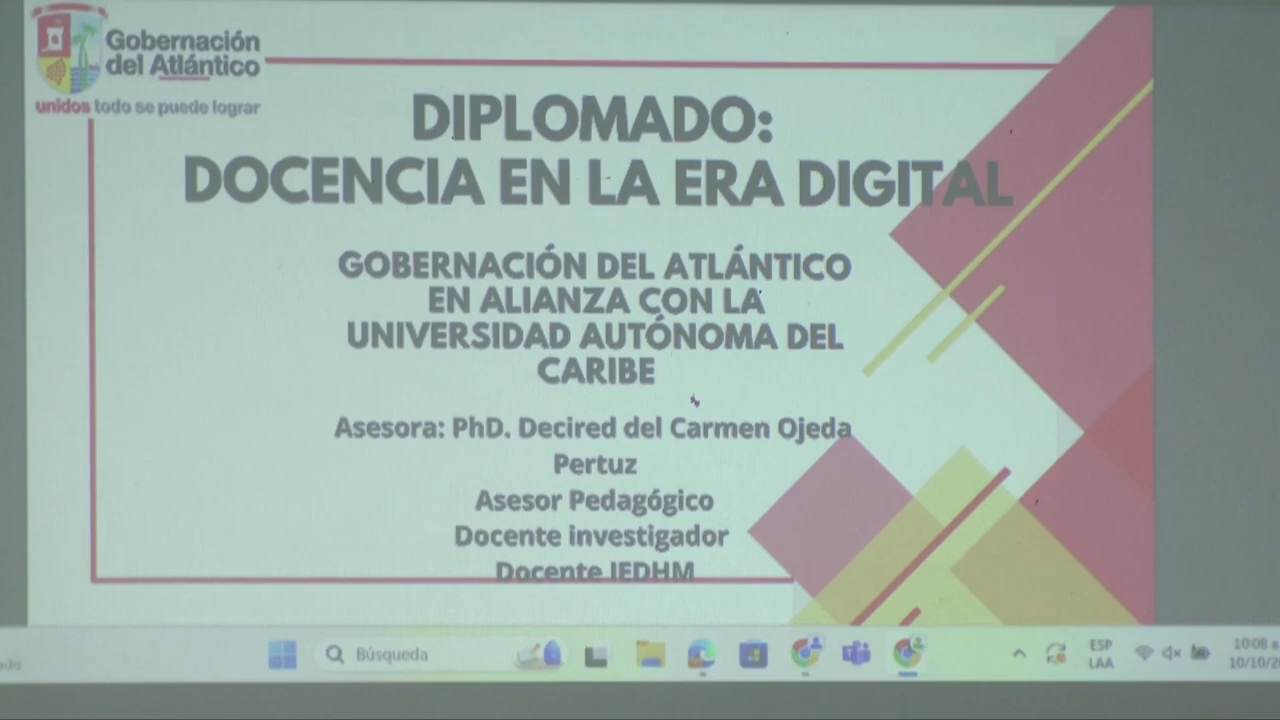 Gobernación
del Atlántico
unidos todo se puede lograr
DIPLOMADO:
DOCENCIA EN LA ERA DIGITAL
GOBERNACIÓN DEL ATLÁNTICO
EN ALIANZA CON LA
UNIVERSIDAD AUTÓNOMA DEL
CARIBE
Asesora: PhD. Decired del Carmen Ojeda
Pertuz
Asesor Pedagógico
Docente investigador
Docente IEDHM
Búsqueda
ESP
LAA
10:08